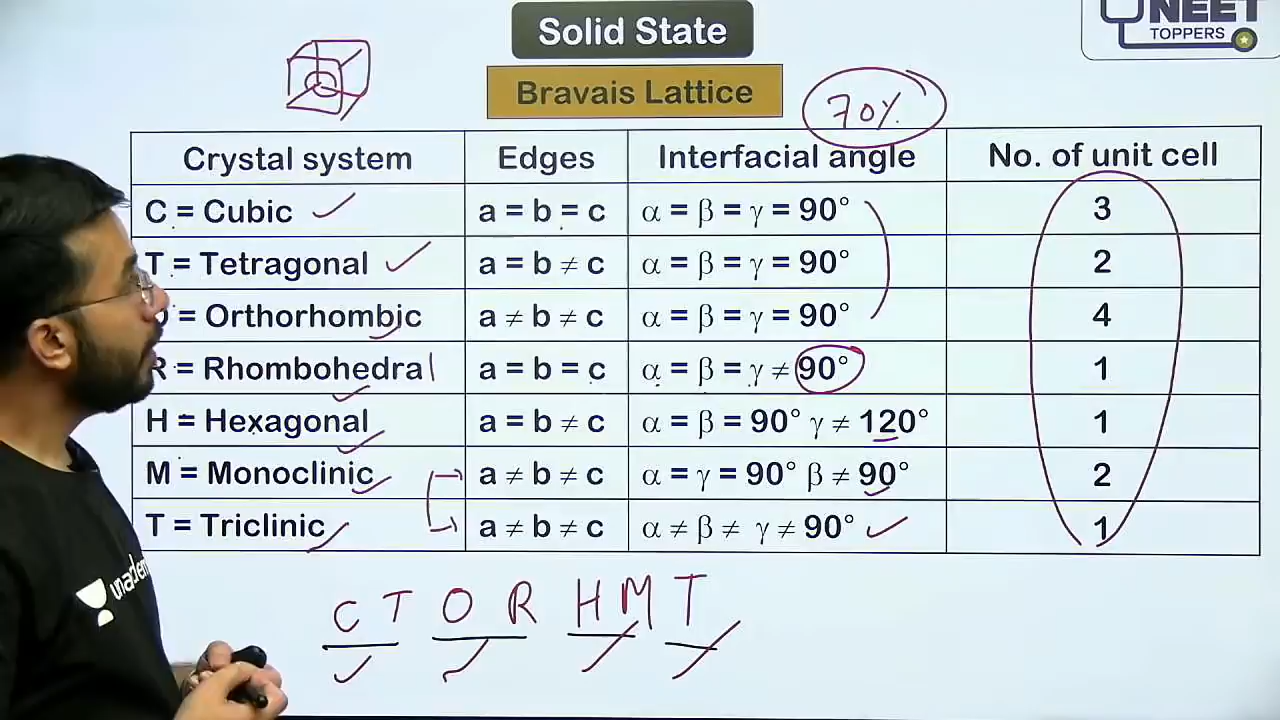 NEET
TOPPERS
Solid State
Bravais Lattice
70%
Crystal system Edges Interfacial angle No. of unit cell
C = Cubic a = b = c α = β = γ = 90° 3
T = Tetragonal a = b ≠ c α = β = γ = 90° 2
= Orthorhombic a ≠ b ≠ c α = β = γ = 90° 4
R = Rhombohedral a = b = c α = β = γ ≠ 90° 1
H = Hexagonal a = b ≠ c α = β = 90° γ ≠ 120° 1
M = Monoclinic a ≠ b ≠ c α = γ = 90° β ≠ 90° 2
T = Triclinic a ≠ b ≠ c α ≠ β ≠ γ ≠ 90° 1
C T O R H M T